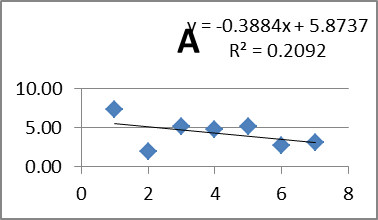 y = -0.3884x + 5.8737
A
R² = 0.2092
10.00
5.00
0.00
0 2 4 6 8